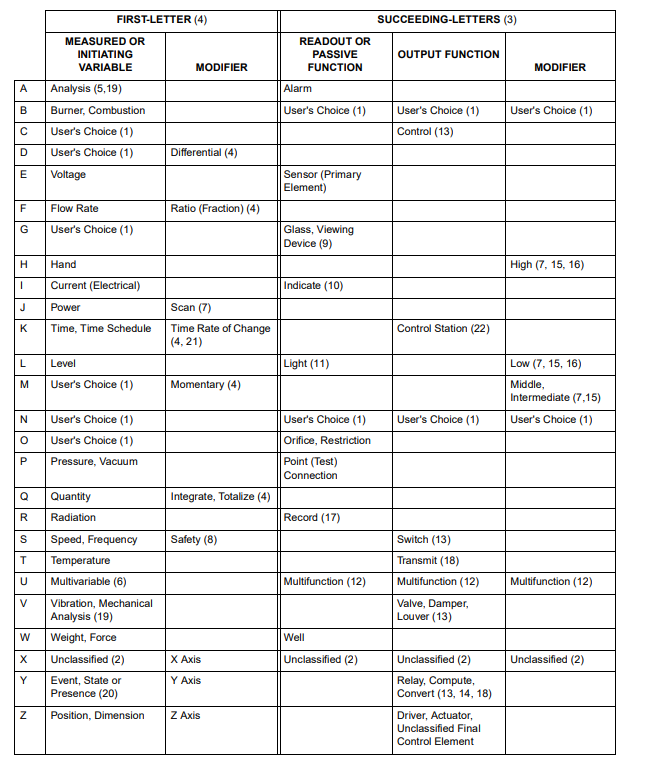 FIRST-LETTER (4) SUCCEEDING-LETTERS (3)
MEASURED OR INITIATING VARIABLE MODIFIER READOUT OR PASSIVE FUNCTION OUTPUT FUNCTION MODIFIER
A Analysis (5,19) Alarm
B Burner, Combustion User's Choice (1) User's Choice (1) User's Choice (1)
C User's Choice (1) Control (13)
D User's Choice (1) Differential (4)
E Voltage Sensor (Primary Element)
F Flow Rate Ratio (Fraction) (4)
G User's Choice (1) Glass, Viewing Device (9)
H Hand High (7, 15, 16)
I Current (Electrical) Indicate (10)
J Power Scan (7)
K Time, Time Schedule Time Rate of Change (4, 21) Control Station (22)
L Level Light (11) Low (7, 15, 16)
M User's Choice (1) Momentary (4) Middle, Intermediate (7,15)
N User's Choice (1) User's Choice (1) User's Choice (1) User's Choice (1)
O User's Choice (1) Orifice, Restriction
P Pressure, Vacuum Point (Test) Connection
Q Quantity Integrate, Totalize (4)
R Radiation Record (17)
S Speed, Frequency Safety (8) Switch (13)
T Temperature Transmit (18)
U Multivariable (6) Multifunction (12) Multifunction (12) Multifunction (12)
V Vibration, Mechanical Analysis (19) Valve, Damper, Louver (13)
W Weight, Force Well
X Unclassified (2) X Axis Unclassified (2) Unclassified (2) Unclassified (2)
Y Event, State or Presence (20) Y Axis Relay, Compute, Convert (13, 14, 18)
Z Position, Dimension Z Axis Driver, Actuator, Unclassified Final Control Element